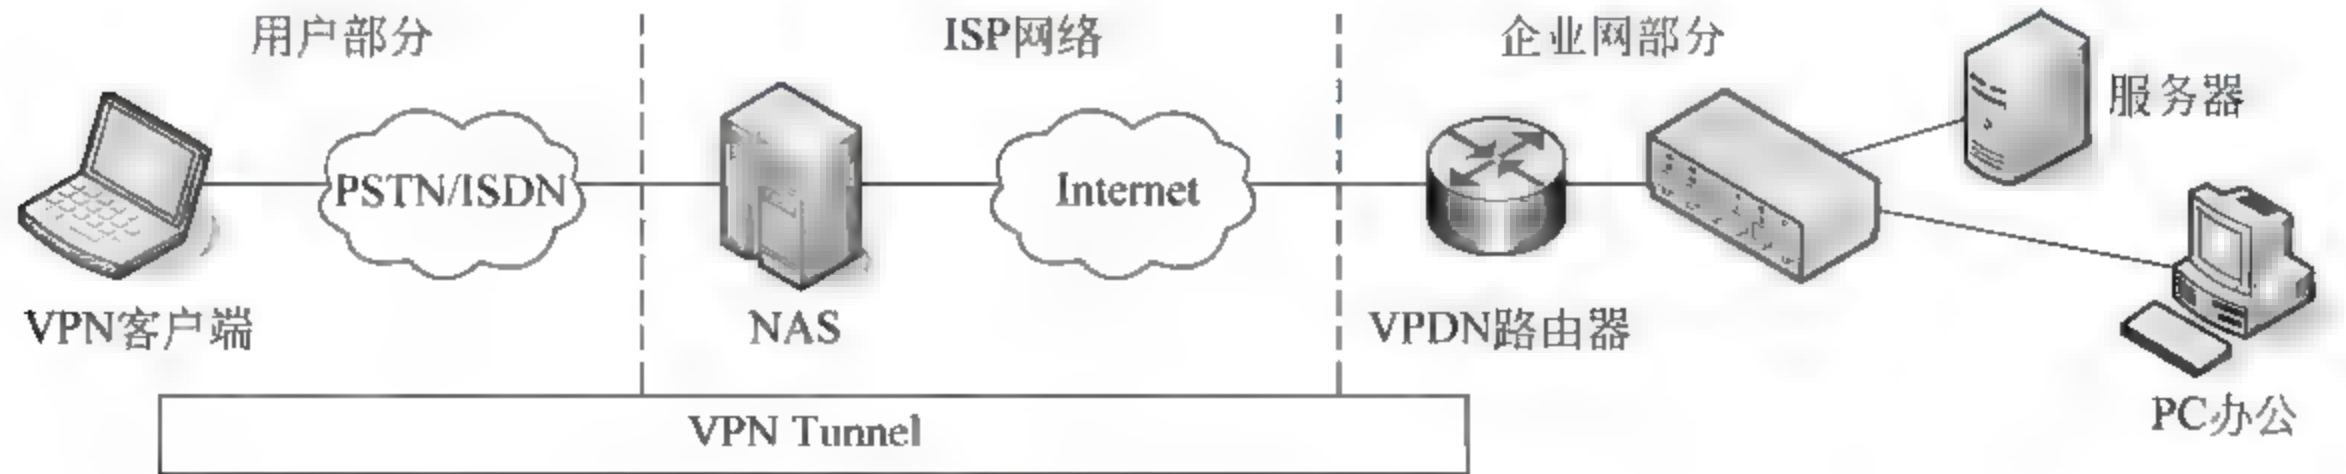 用户部分
ISP网络
企业网部分
服务器
PSTN/ISDN
Internet
VPN客户端
NAS
VPDN路由器
PC办公
VPN Tunnel